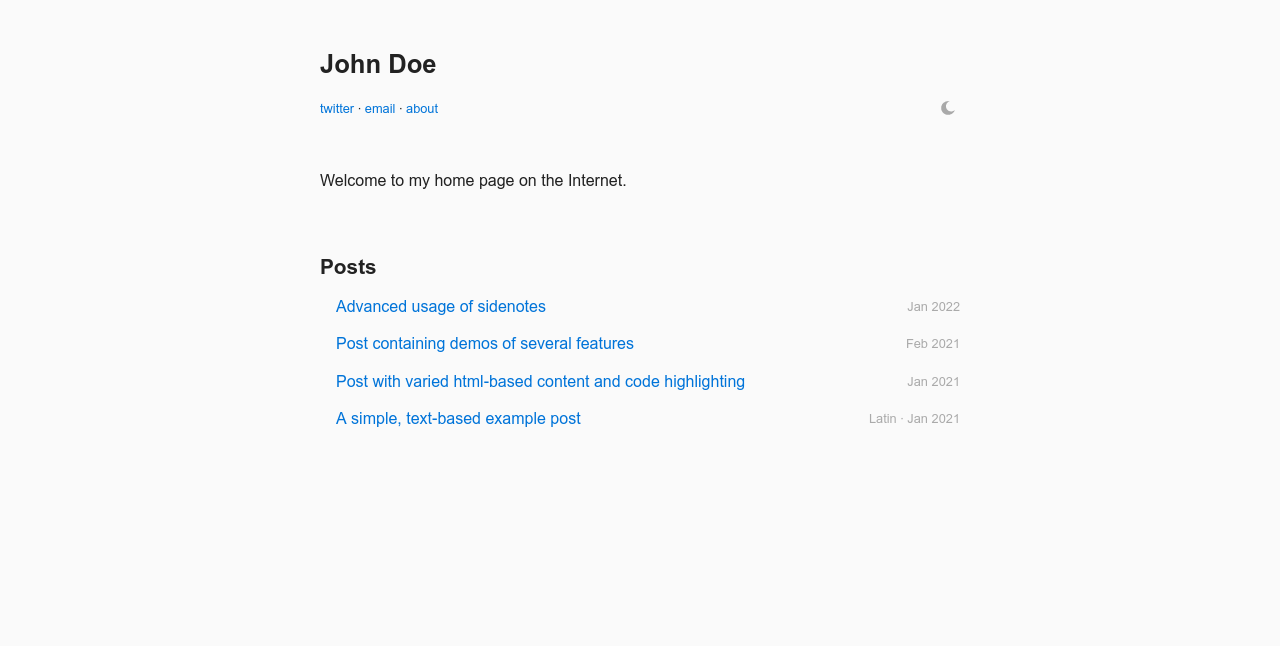 John Doe
twitter · email · about
Welcome to my home page on the Internet.
Posts
Advanced usage of sidenotes Jan 2022
Post containing demos of several features Feb 2021
Post with varied html-based content and code highlighting Jan 2021
A simple, text-based example post Latin · Jan 2021